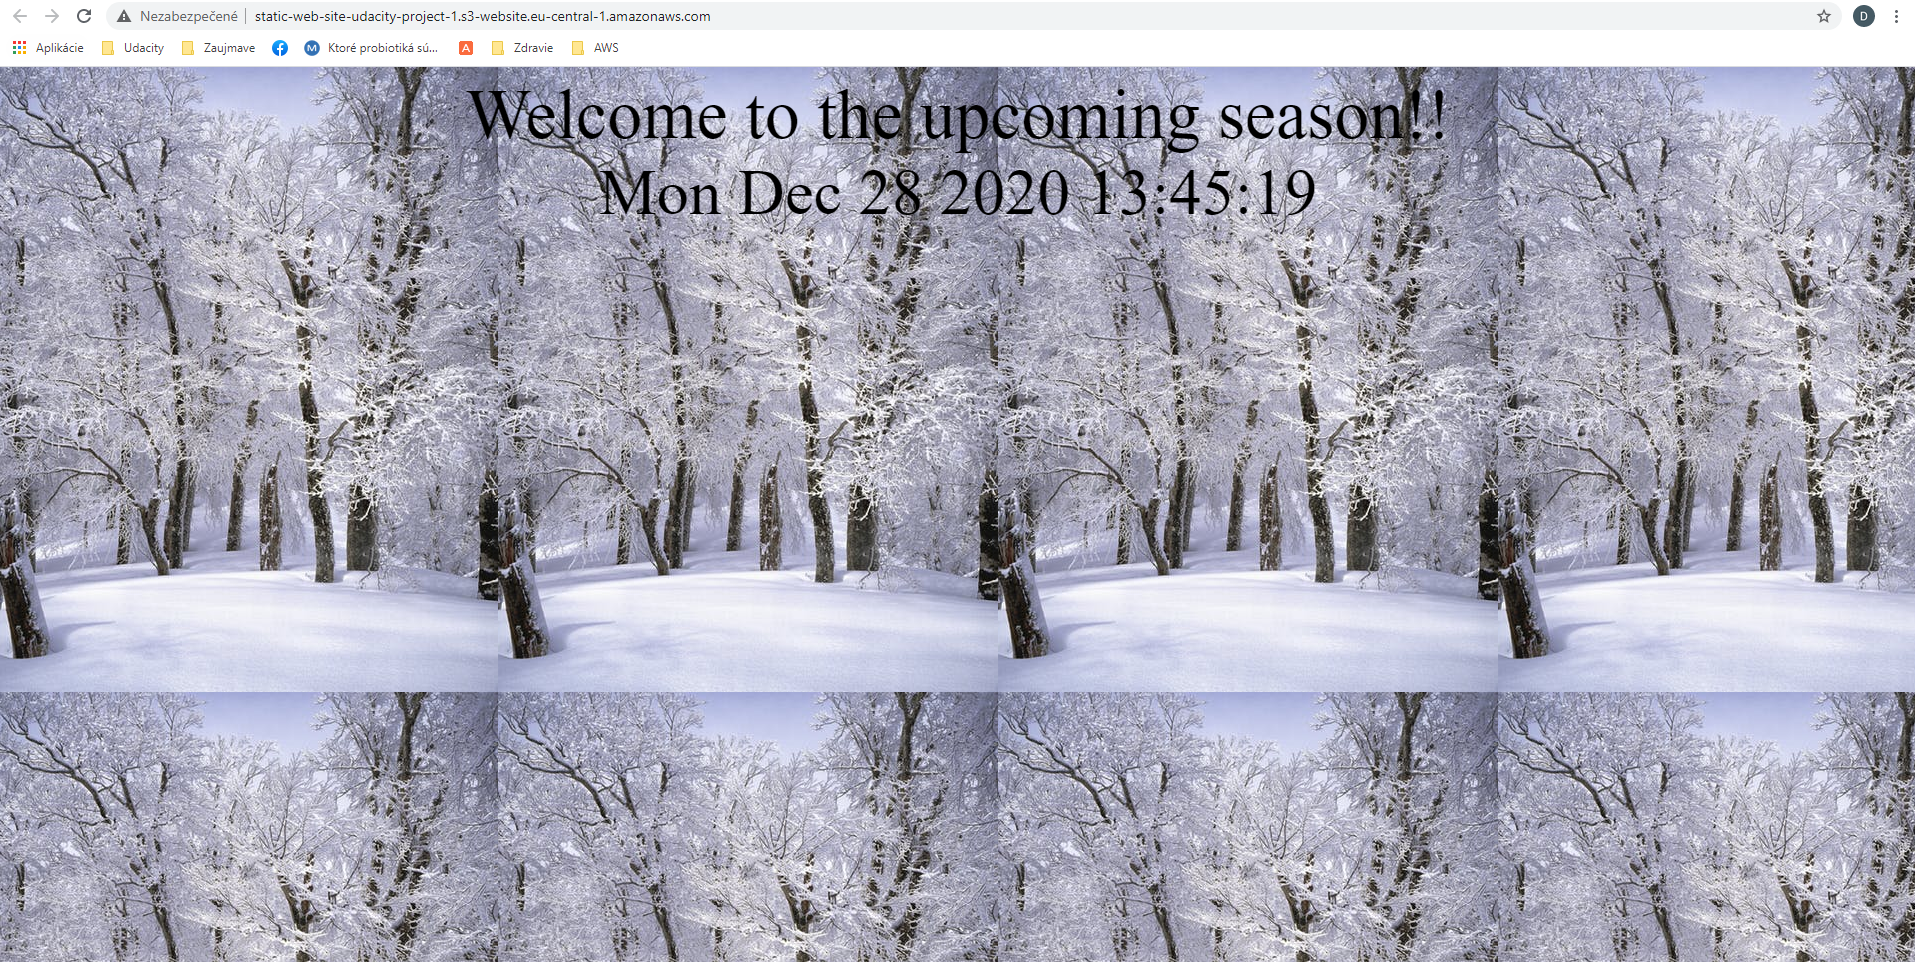 Nezabezpečené
static-web-site-udacity-project-1.s3-website.eu-central-1.amazonaws.com
D
Aplikácie
Udacity
Zaujmave
M
Ktoré probiotiká sú...
A
Zdravie
AWS
Welcome to the upcoming season!!
Mon Dec 28 2020 13:45:19